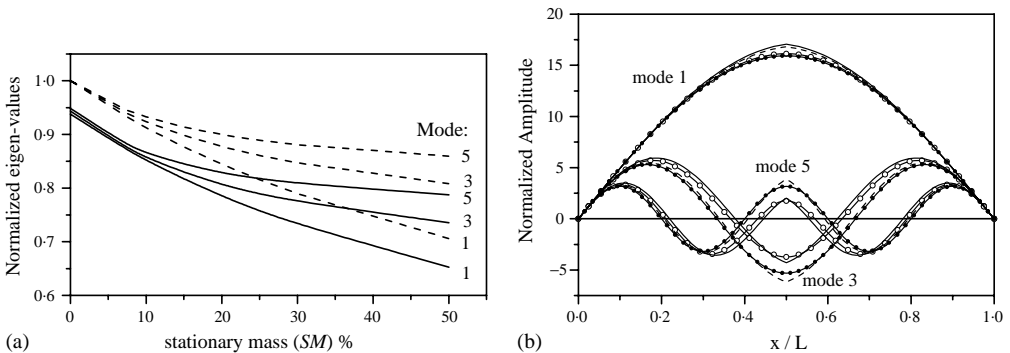 1·0
0·9
0·8
0·7
0·6
Normalized eigen-values
Mode:
5
3
5
3
1
1
0
10
20
30
40
50
stationary mass (SM) %
(a)
20
15
10
5
0
−5
Normalized Amplitude
mode 1
mode 5
mode 3
0·0
0·2
0·4
0·6
0·8
1·0
x / L
(b)